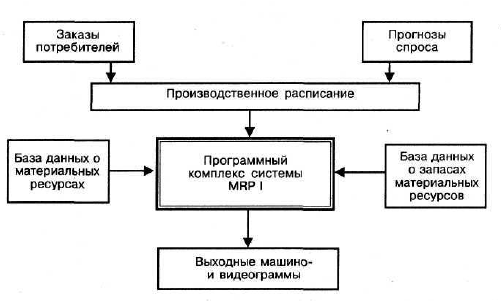 Заказы
потребителей
Прогнозы
спроса
Производственное расписание
База данных о
материальных
ресурсах
Программный
комплекс системы
MRP I
База данных
о запасах
материальных
ресурсов
Выходные машино-
и видеограммы